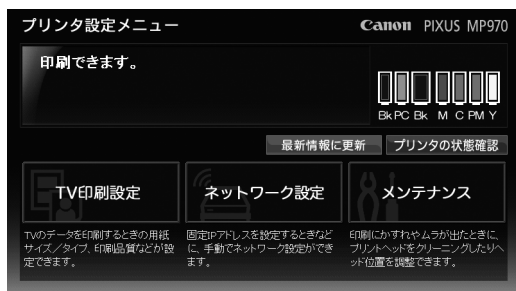 プリンタ設定メニュー
Canon PIXUS MP970
印刷できます。
Bk PC Bk M C PM Y
最新情報に更新 プリンタの状態確認
TV印刷設定
ネットワーク設定
メンテナンス
TVのデータを印刷するときの用紙
サイズ/タイプ、印刷品質などが設
定できます。
固定IPアドレスを設定するときなど
に、手動でネットワーク設定ができ
ます。
印刷にかすれやムラが出たときに、
プリントヘッドをクリーニングしたりヘ
ッド位置を調整できます。